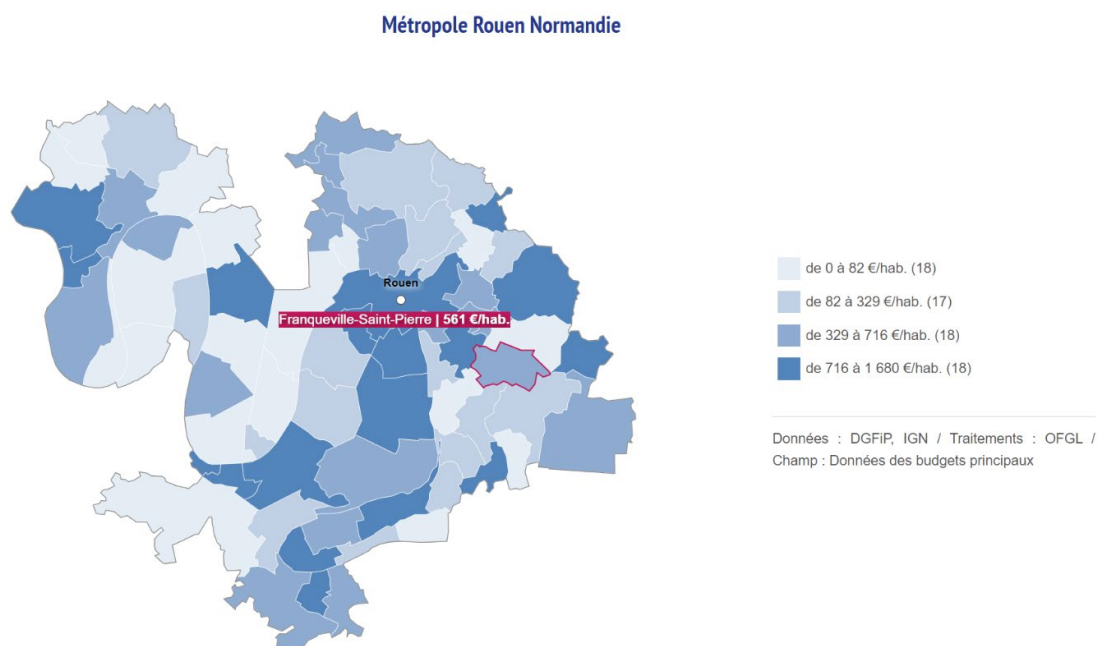 Métropole Rouen Normandie
Rouen
Franqueville-Saint-Pierre | 561 €/hab.
de 0 à 82 €/hab. (18)
de 82 à 329 €/hab. (17)
de 329 à 716 €/hab. (18)
de 716 à 1 680 €/hab. (18)
Données : DGFiP, IGN / Traitements : OFGL /
Champ : Données des budgets principaux